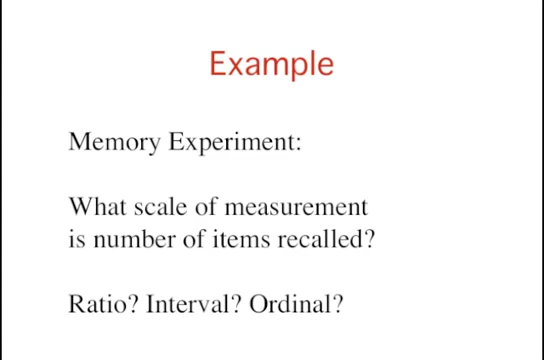 Example
Memory Experiment:
What scale of measurement
is number of items recalled?
Ratio? Interval? Ordinal?